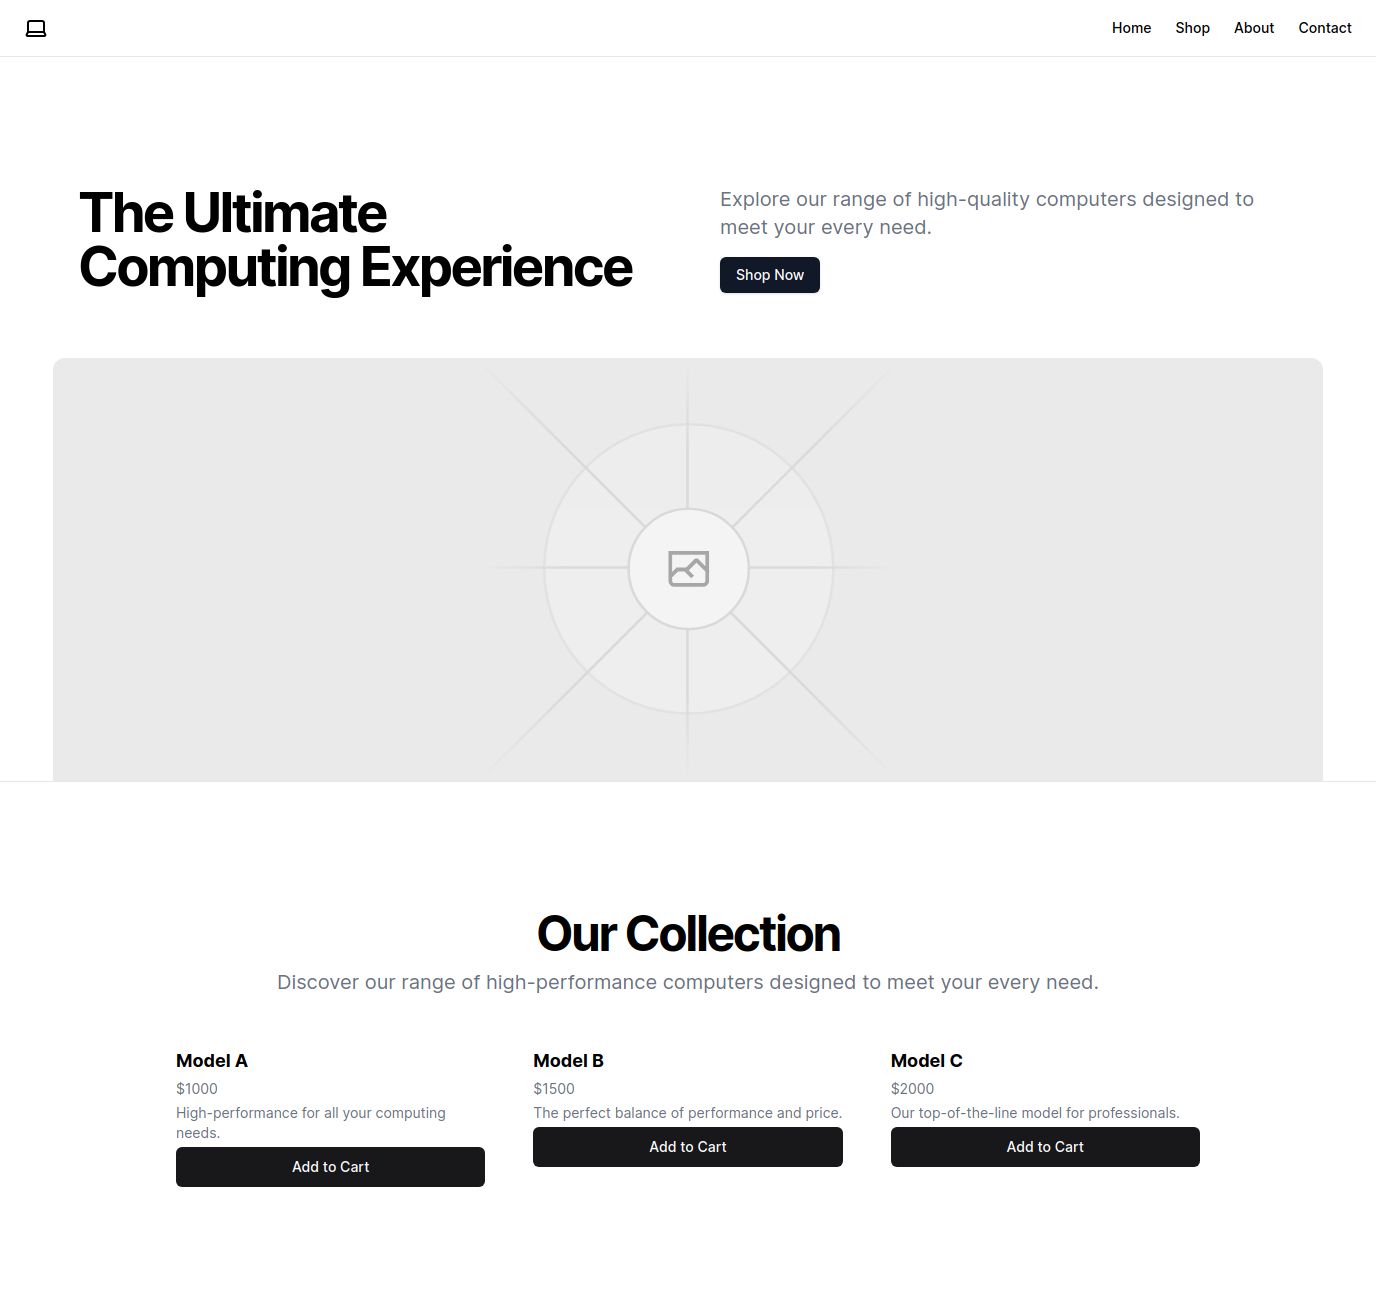 Home Shop About Contact
The Ultimate
Computing Experience
Explore our range of high-quality computers designed to
meet your every need.
Shop Now
Our Collection
Discover our range of high-performance computers designed to meet your every need.
Model A
$1000
High-performance for all your computing
needs.
Add to Cart
Model B
$1500
The perfect balance of performance and price.
Add to Cart
Model C
$2000
Our top-of-the-line model for professionals.
Add to Cart